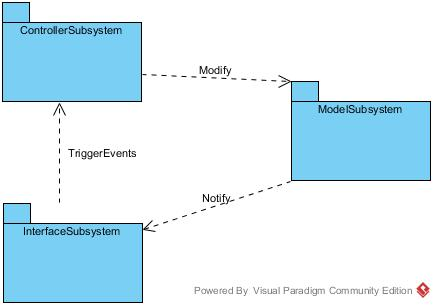 ControllerSubsystem
Modify
ModelSubsystem
TriggerEvents
Notify
InterfaceSubsystem
Powered By: Visual Paradigm Community Edition